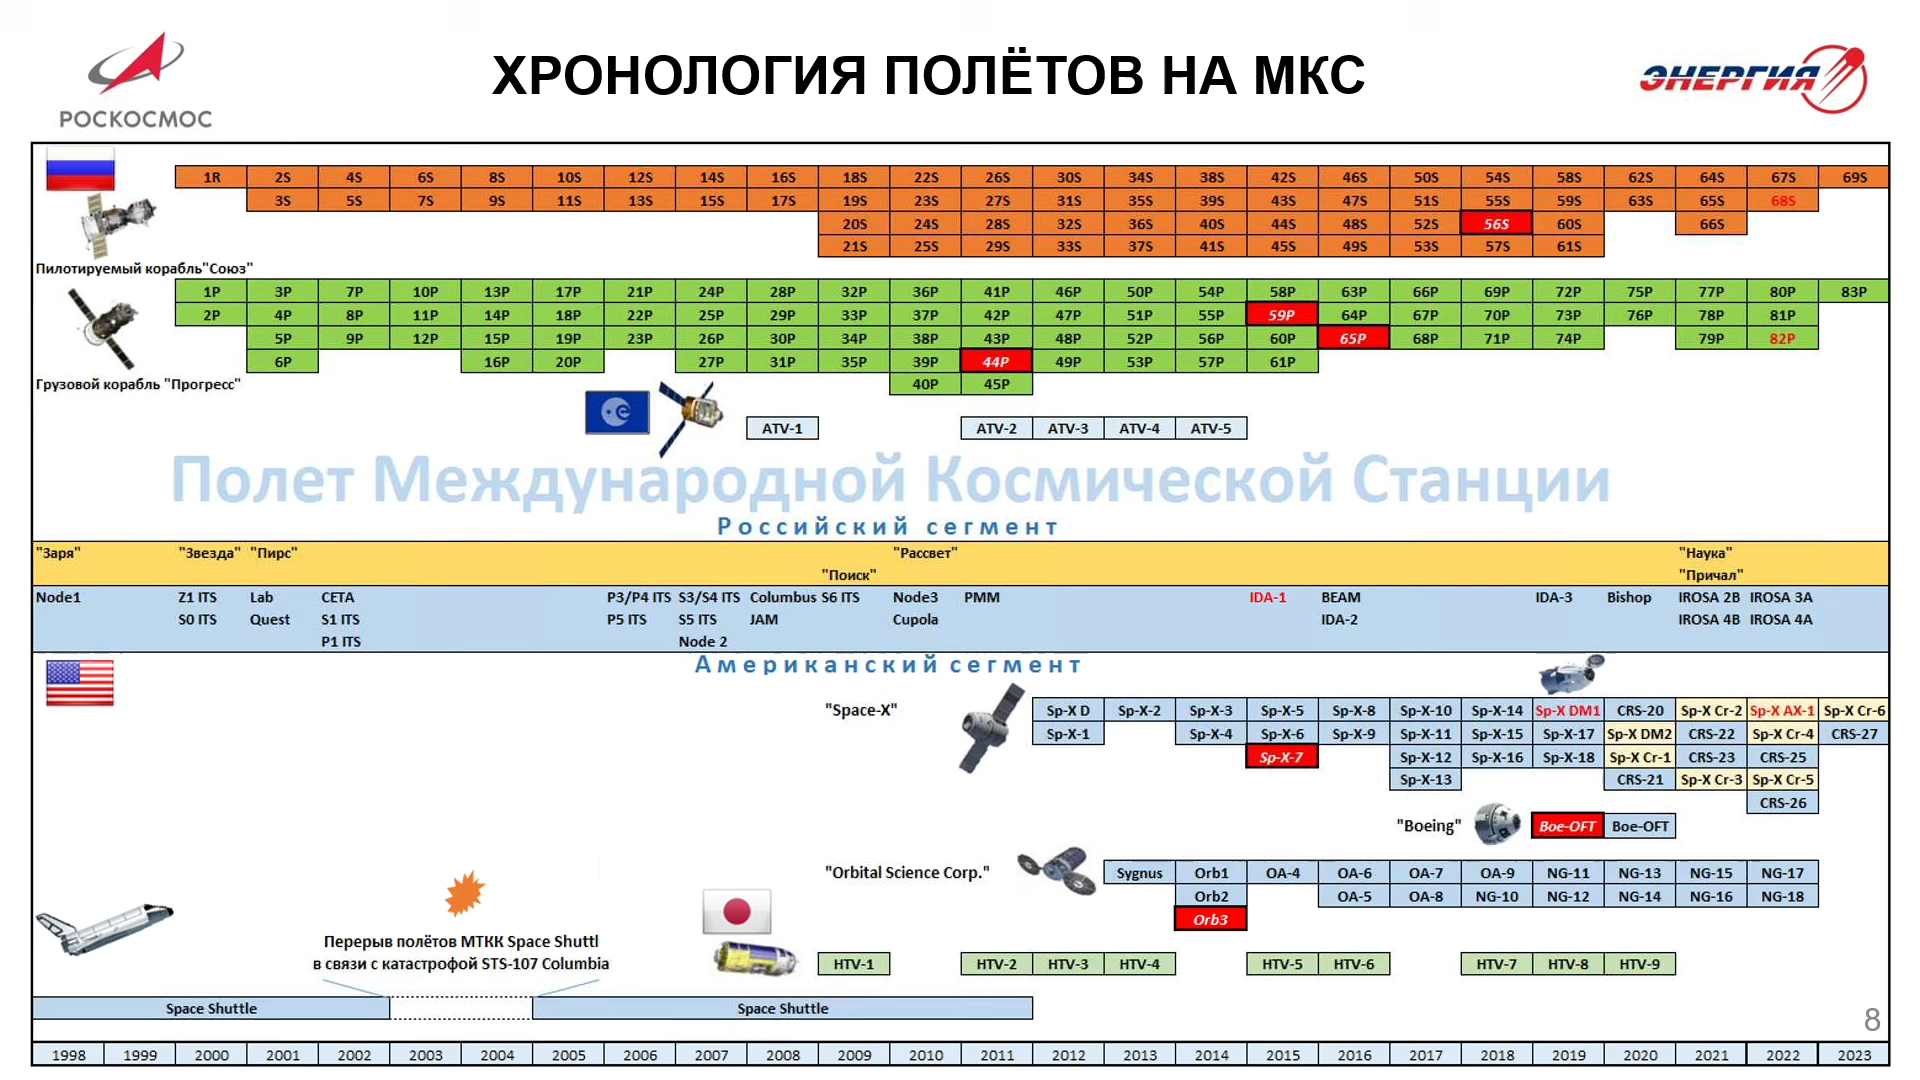 РОСКОСМОС
ХРОНОЛОГИЯ ПОЛЁТОВ НА МКС
ЭНЕРГИЯ
1R 2S 4S 6S 8S 10S 12S 14S 16S 18S 22S 26S 30S 34S 38S 42S 46S 50S 54S 58S 62S 64S 67S 69S
3S 5S 7S 9S 11S 13S 15S 17S 19S 23S 27S 31S 35S 39S 43S 47S 51S 55S 59S 63S 65S 68S
20S 24S 28S 32S 36S 40S 44S 48S 52S 56S 60S 66S
21S 25S 29S 33S 37S 41S 45S 49S 53S 57S 61S
Пилотируемый корабль"Союз"
1P 3P 7P 10P 13P 17P 21P 24P 28P 32P 36P 41P 46P 50P 54P 58P 63P 66P 69P 72P 75P 77P 80P 83P
2P 4P 8P 11P 14P 18P 22P 25P 29P 33P 37P 42P 47P 51P 55P 59P 64P 67P 70P 73P 76P 78P 81P
5P 9P 12P 15P 19P 23P 26P 30P 34P 38P 43P 48P 52P 56P 60P 65P 68P 71P 74P 79P 82P
6P 16P 20P 27P 31P 35P 39P 44P 49P 53P 57P 61P
Грузовой корабль "Прогресс"
40P 45P
ATV-1 ATV-2 ATV-3 ATV-4 ATV-5
Полет Международной Космической Станции
Российский сегмент
"Заря" "Звезда" "Пирс" "Рассвет" "Наука"
"Поиск" "Причал"
Node1 Z1 ITS Lab CETA P3/P4 ITS S3/S4 ITS Columbus S6 ITS Node3 PMM IDA-1 BEAM IDA-3 Bishop IROSA 2B IROSA 3A
S0 ITS Quest S1 ITS P5 ITS S5 ITS JAM Cupola IDA-2 IROSA 4B IROSA 4A
P1 ITS Node 2
Американский сегмент
"Space-X" Sp-X D Sp-X-2 Sp-X-3 Sp-X-5 Sp-X-8 Sp-X-10 Sp-X-14 Sp-X DM1 CRS-20 Sp-X Cr-2 Sp-X AX-1 Sp-X Cr-6
Sp-X-1 Sp-X-4 Sp-X-6 Sp-X-9 Sp-X-11 Sp-X-15 Sp-X-17 Sp-X DM2 CRS-22 Sp-X Cr-4 CRS-27
Sp-X-7 Sp-X-12 Sp-X-16 Sp-X-18 Sp-X Cr-1 CRS-23 CRS-25
Sp-X-13 CRS-21 Sp-X Cr-3 Sp-X Cr-5
CRS-26
"Boeing" Boe-OFT Boe-OFT
"Orbital Science Corp." Sygnus Orb1 OA-4 OA-6 OA-7 OA-9 NG-11 NG-13 NG-15 NG-17
Orb2 OA-5 OA-8 NG-10 NG-12 NG-14 NG-16 NG-18
Orb3
Перерыв полётов МТКК Space Shuttl
в связи с катастрофой STS-107 Columbia
HTV-1 HTV-2 HTV-3 HTV-4 HTV-5 HTV-6 HTV-7 HTV-8 HTV-9
Space Shuttle Space Shuttle
8
1998 1999 2000 2001 2002 2003 2004 2005 2006 2007 2008 2009 2010 2011 2012 2013 2014 2015 2016 2017 2018 2019 2020 2021 2022 2023